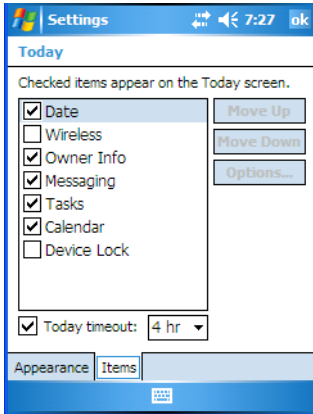 Settings 7:27 ok
Today
Checked items appear on the Today screen.
Date
Wireless
Owner Info
Messaging
Tasks
Calendar
Device Lock
Move Up
Move Down
Options...
Today timeout: 4 hr
Appearance Items